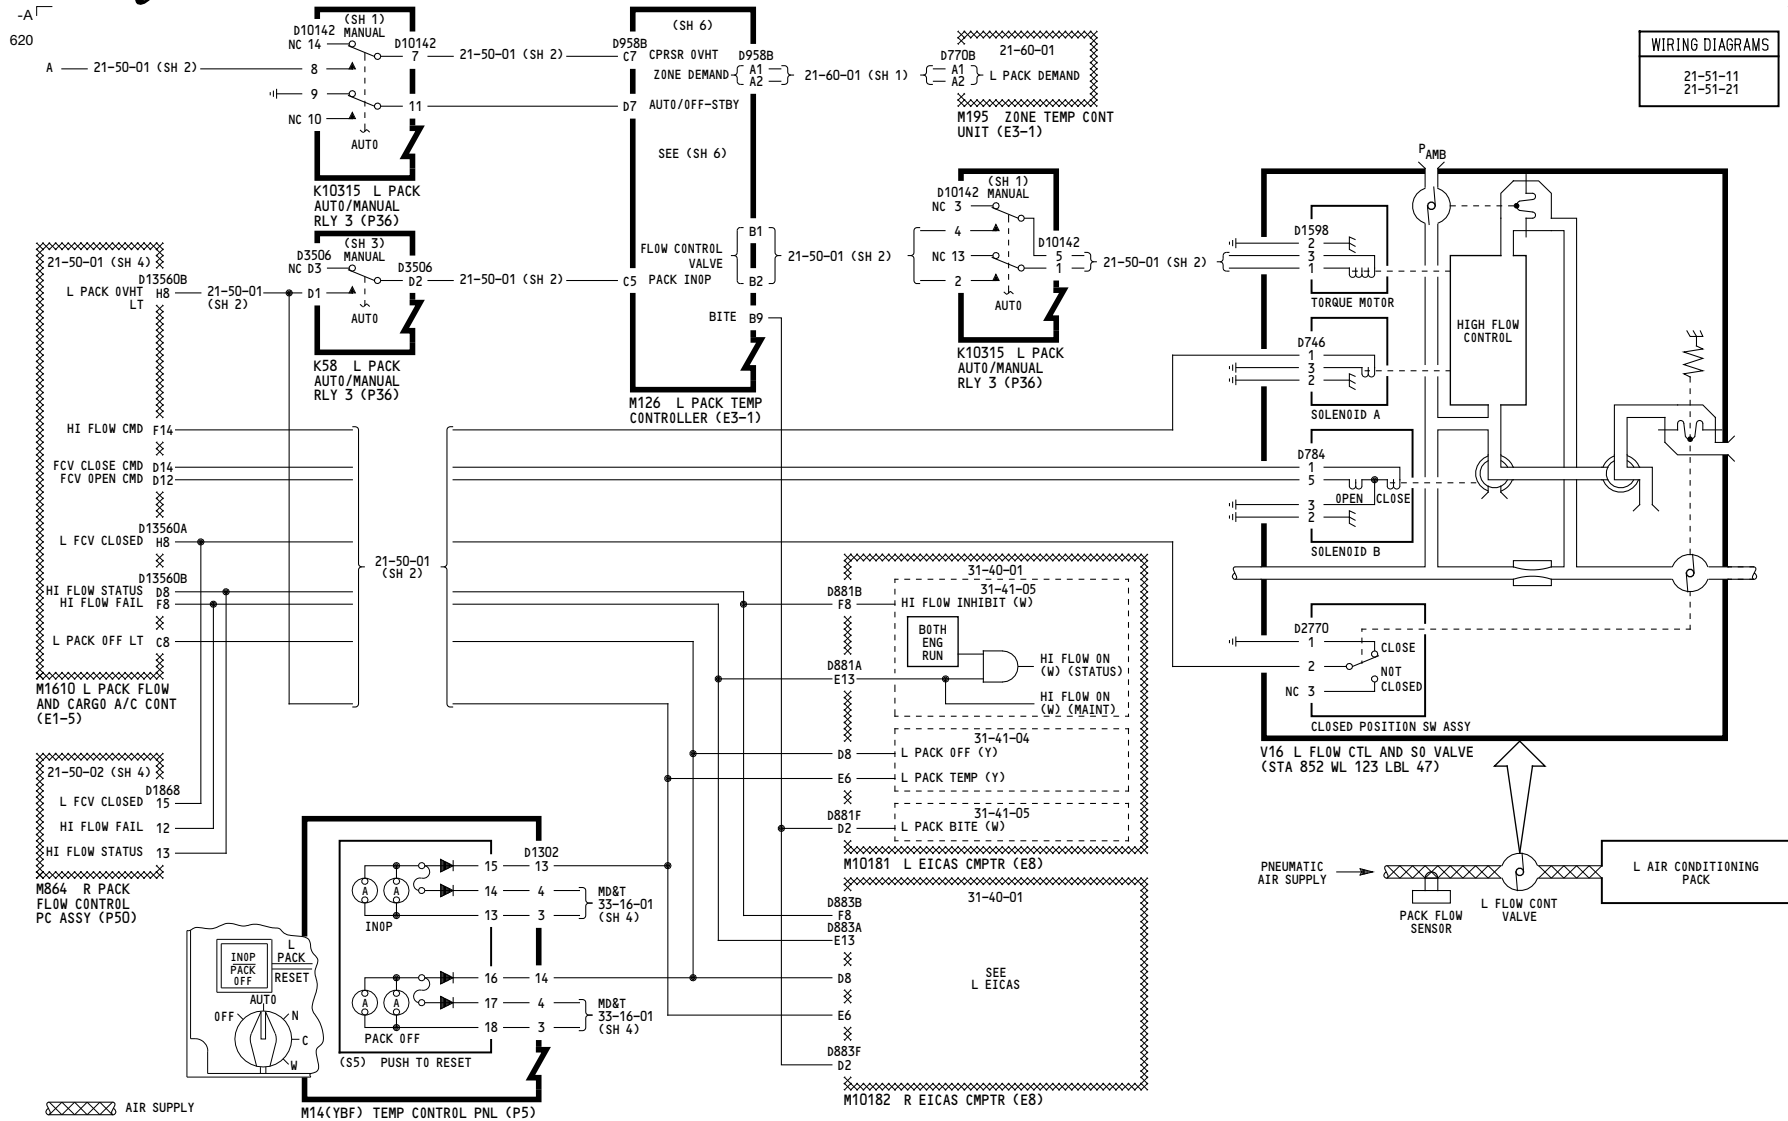 -A
620
A
21-50-01 (SH 2)
D10142
NC 14
8
9
NC 10
(SH 1)
MANUAL
AUTO
D10142
7
11
K10315 L PACK
AUTO/MANUAL
RLY 3 (P36)
21-50-01 (SH 2)
D958B
C7
D7
(SH 6)
CPRSR OVHT
ZONE DEMAND
AUTO/OFF-STBY
SEE (SH 6)
D958B
A1
A2
21-60-01 (SH 1)
D770B
A1
A2
21-60-01
L PACK DEMAND
M195 ZONE TEMP CONT
UNIT (E3-1)
WIRING DIAGRAMS
21-51-11
21-51-21
21-50-01 (SH 4)
D13560B
L PACK OVHT
LT
H8
21-50-01
(SH 2)
D3506
NC D3
D1
(SH 3)
MANUAL
AUTO
D3506
D2
K58 L PACK
AUTO/MANUAL
RLY 3 (P36)
21-50-01 (SH 2)
C5
FLOW CONTROL
VALVE
PACK INOP
BITE
B1
B2
B9
M126 L PACK TEMP
CONTROLLER (E3-1)
21-50-01 (SH 2)
D10142
NC 3
4
NC 13
2
(SH 1)
MANUAL
AUTO
D10142
5
1
K10315 L PACK
AUTO/MANUAL
RLY 3 (P36)
21-50-01 (SH 2)
PAMB
D1598
2
3
1
TORQUE MOTOR
D746
1
3
2
SOLENOID A
HIGH FLOW
CONTROL
D784
1
5
OPEN
CLOSE
3
2
SOLENOID B
D2770
1
2
NC 3
CLOSE
NOT
CLOSED
CLOSED POSITION SW ASSY
V16 L FLOW CTL AND SO VALVE
(STA 852 WL 123 LBL 47)
HI FLOW CMD F14
FCV CLOSE CMD D14
FCV OPEN CMD D12
D13560A
L FCV CLOSED H8
D13560B
HI FLOW STATUS D8
HI FLOW FAIL F8
L PACK OFF LT C8
M1610 L PACK FLOW
AND CARGO A/C CONT
(E1-5)
21-50-01
(SH 2)
21-50-02 (SH 4)
D1868
L FCV CLOSED 15
HI FLOW FAIL 12
HI FLOW STATUS 13
M864 R PACK
FLOW CONTROL
PC ASSY (P50)
31-40-01
31-41-05
D881B
F8
HI FLOW INHIBIT (W)
BOTH
ENG
RUN
HI FLOW ON
(W) (STATUS)
D881A
E13
HI FLOW ON
(W) (MAINT)
31-41-04
D8
L PACK OFF (Y)
E6
L PACK TEMP (Y)
31-41-05
D881F
D2
L PACK BITE (W)
M10181 L EICAS CMPTR (E8)
31-40-01
D883B
F8
D883A
E13
D8
E6
D883F
D2
SEE
L EICAS
M10182 R EICAS CMPTR (E8)
INOP
PACK
OFF
L
PACK
RESET
AUTO
OFF
N
C
W
A
A
INOP
15
14
13
D1302
13
4
3
MD&T
33-16-01
(SH 4)
A
A
PACK OFF
16
17
18
14
4
3
MD&T
33-16-01
(SH 4)
(S5) PUSH TO RESET
M14(YBF) TEMP CONTROL PNL (P5)
AIR SUPPLY
PNEUMATIC
AIR SUPPLY
PACK FLOW
SENSOR
L FLOW CONT
VALVE
L AIR CONDITIONING
PACK